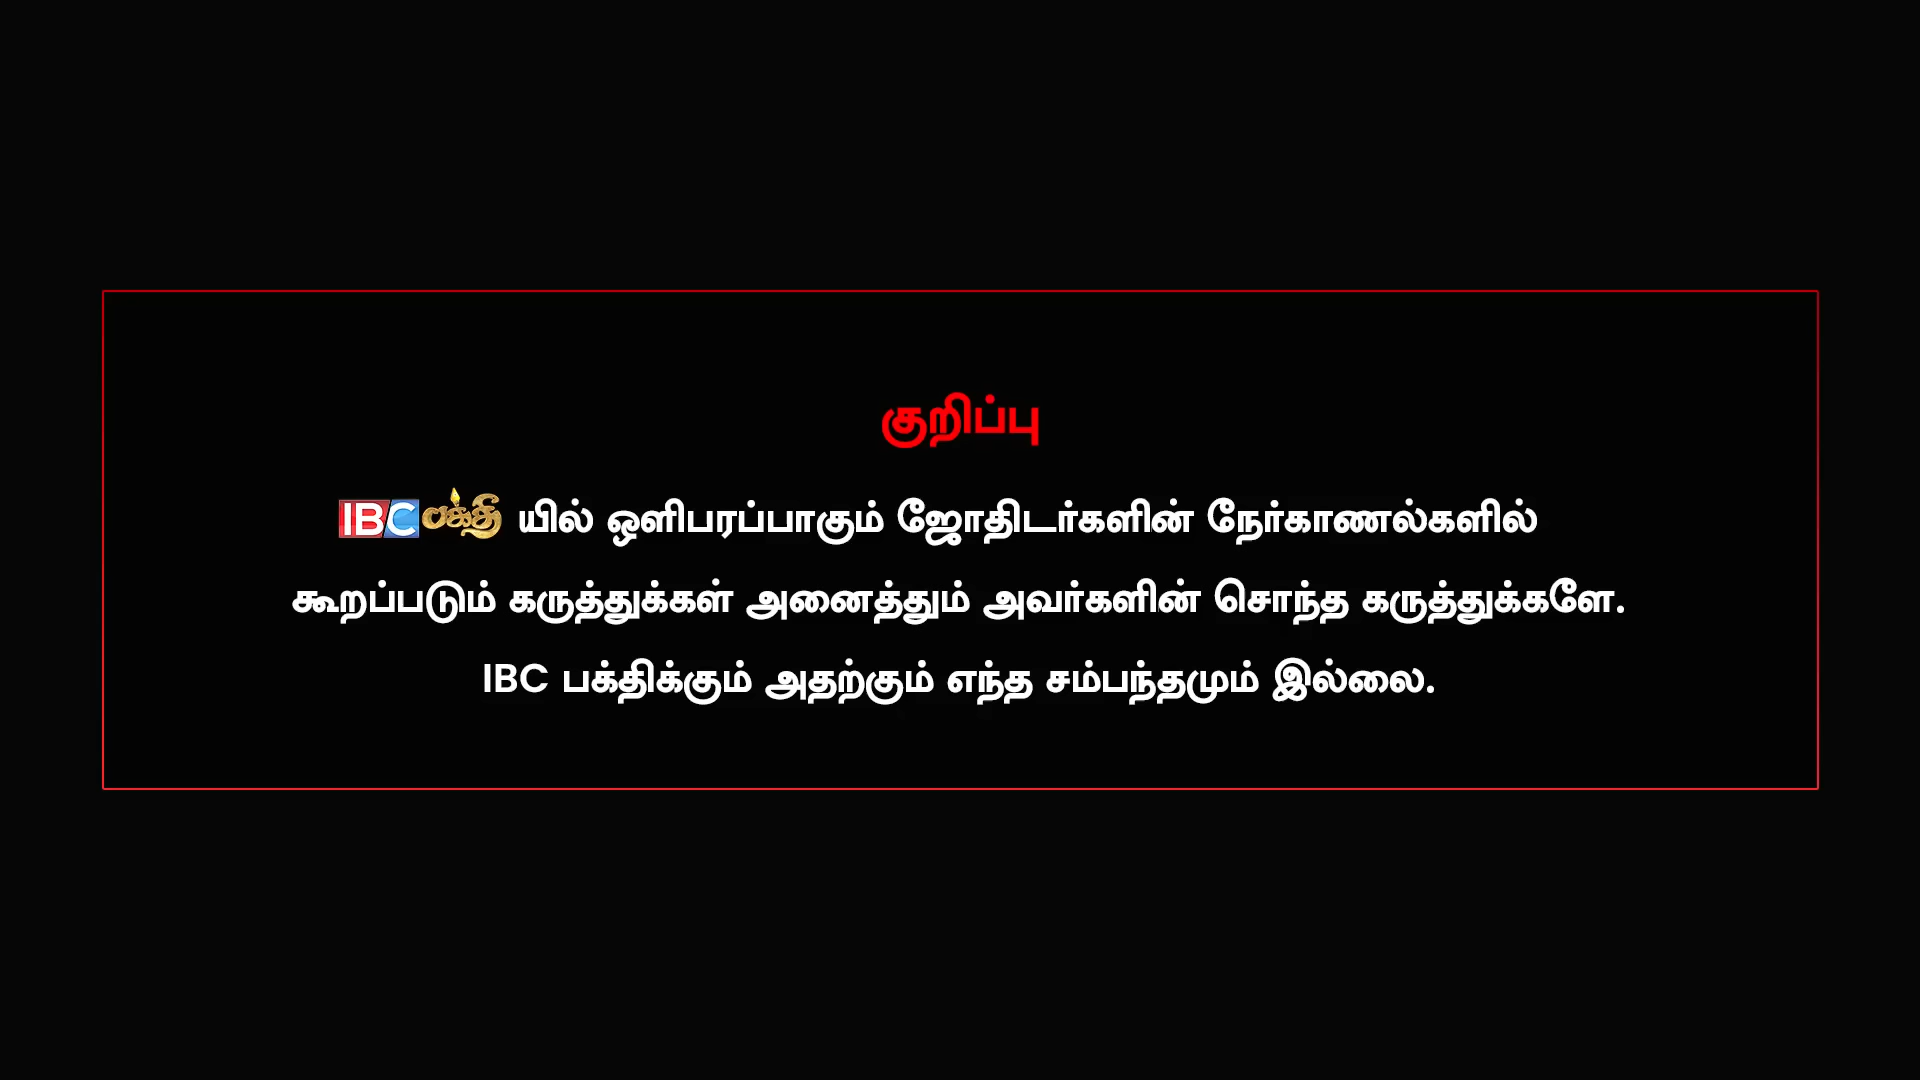 குறிப்பு
IBC பக்தி யில் ஒளிபரப்பாகும் ஜோதிடர்களின் நேர்காணல்களில்
கூறப்படும் கருத்துக்கள் அனைத்தும் அவர்களின் சொந்த கருத்துக்களே.
IBC பக்திக்கும் அதற்கும் எந்த சம்பந்தமும் இல்லை.